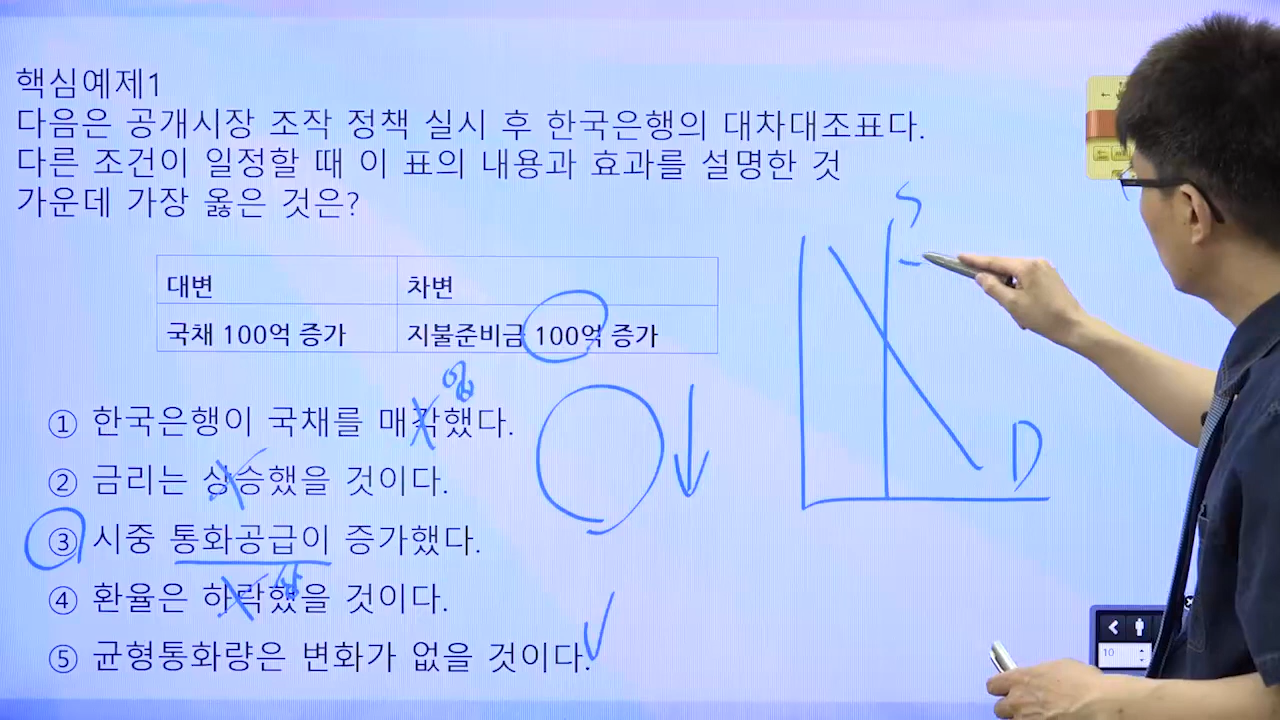 핵심예제1
다음은 공개시장 조작 정책 실시 후 한국은행의 대차대조표다.
다른 조건이 일정할 때 이 표의 내용과 효과를 설명한 것
가운데 가장 옳은 것은?
대변 차변
국채 100억 증가 지불준비금 100억 증가
① 한국은행이 국채를 매각했다.
② 금리는 상승했을 것이다.
③ 시중 통화공급이 증가했다.
④ 환율은 하락했을 것이다.
⑤ 균형통화량은 변화가 없을 것이다.
S
D
10